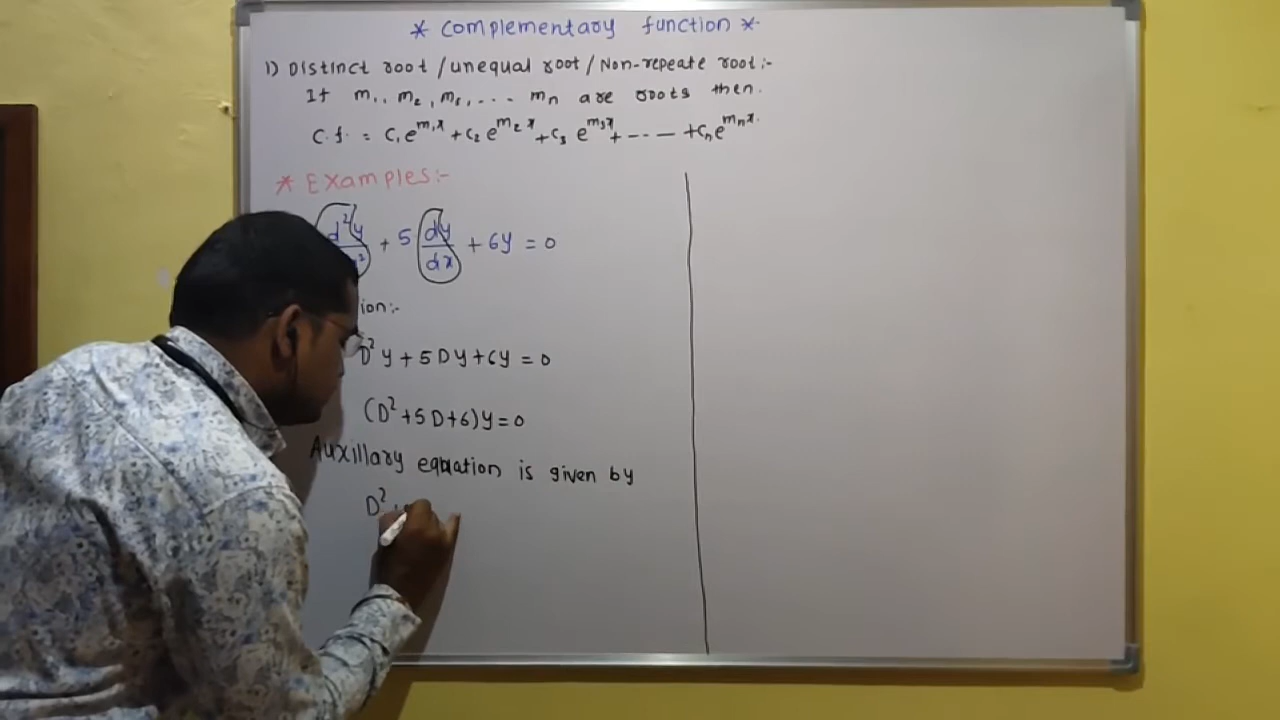 * Complementary function *
1) Distinct root / unequal root / Non-repeate root :-
If m₁, m₂, m₃, .... mₙ are roots then.
C.f. = C₁e^m₁x + C₂e^m₂x + C₃e^m₃x + ---- + Cₙe^mₙx.
* Examples :-
d²y + 5 dy/dx + 6y = 0
ion :-
D²y + 5Dy + 6y = 0
(D² + 5D + 6)y = 0
Auxillary equation is given by
D²